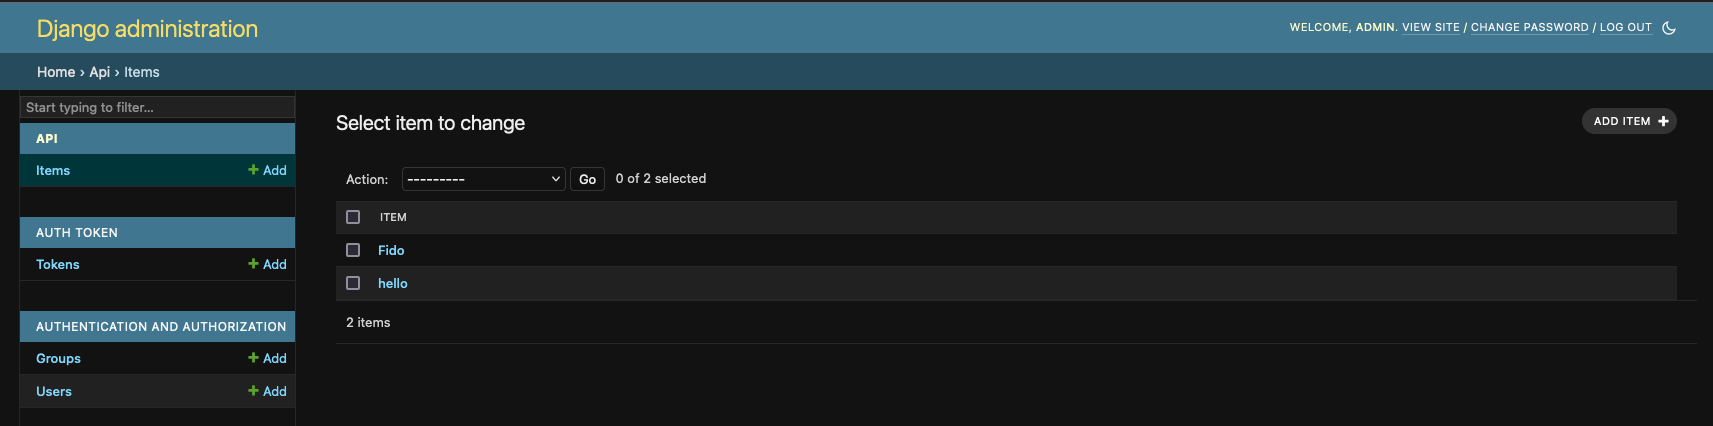 Django administration
WELCOME, ADMIN. VIEW SITE / CHANGE PASSWORD / LOG OUT
Home › Api › Items
Start typing to filter...
API
Items + Add
AUTH TOKEN
Tokens + Add
AUTHENTICATION AND AUTHORIZATION
Groups + Add
Users + Add
Select item to change
ADD ITEM +
Action: --------- Go 0 of 2 selected
ITEM
Fido
hello
2 items